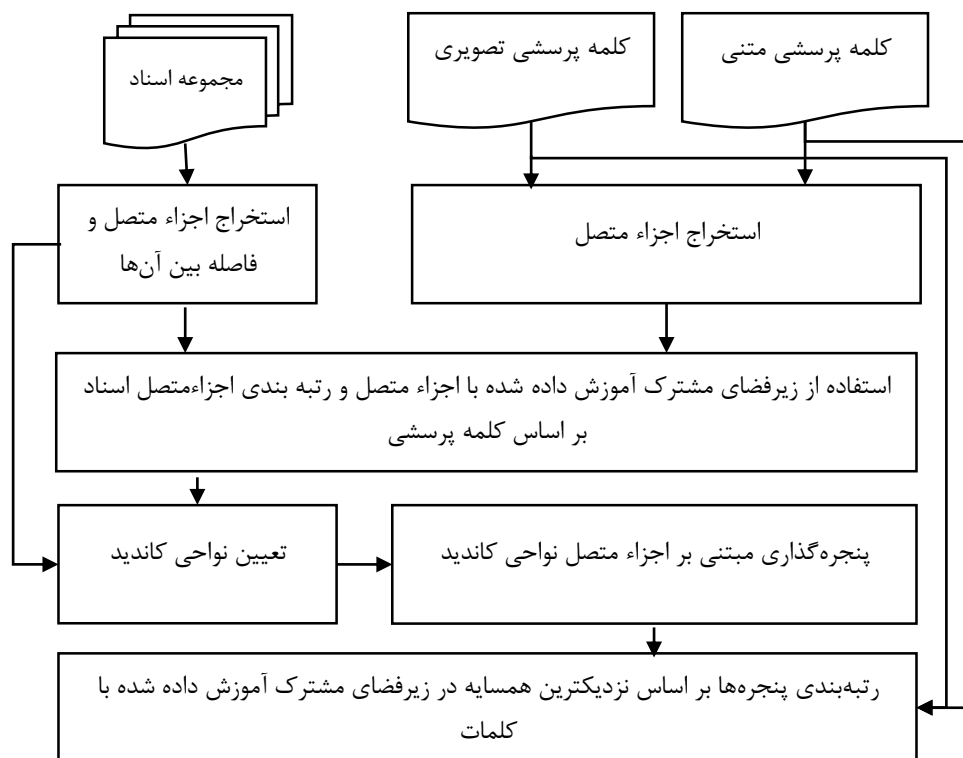 کلمه پرسشی متنی
کلمه پرسشی تصویری
مجموعه اسناد
استخراج اجزاء متصل
استخراج اجزاء متصل و
فاصله بین آن‌ها
استفاده از زیرفضای مشترک آموزش داده شده با اجزاء متصل و رتبه بندی اجزاءمتصل اسناد
بر اساس کلمه پرسشی
تعیین نواحی کاندید
پنجره‌گذاری مبتنی بر اجزاء متصل نواحی کاندید
رتبه‌بندی پنجره‌ها بر اساس نزدیکترین همسایه در زیرفضای مشترک آموزش داده شده با
کلمات